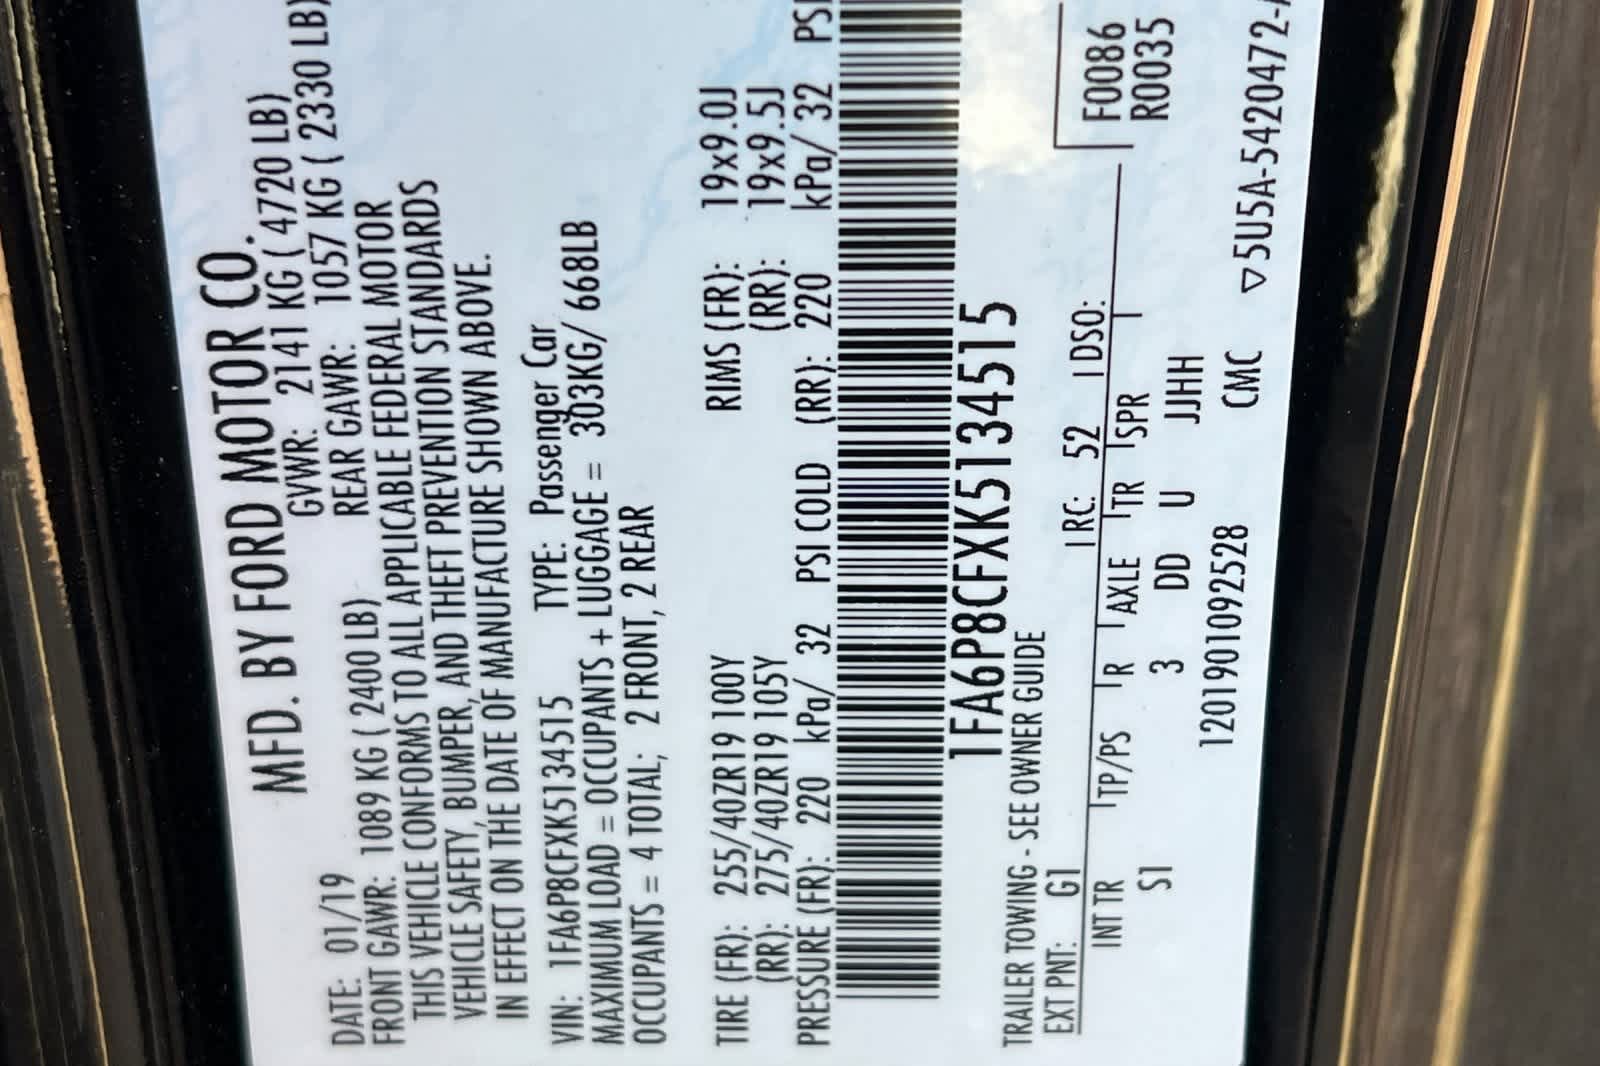 MFD. BY FORD MOTOR CO.
DATE: 01/19 GVWR: 2141 KG ( 4720 LB)
FRONT GAWR: 1089 KG ( 2400 LB) REAR GAWR: 1057 KG ( 2330 LB)
THIS VEHICLE CONFORMS TO ALL APPLICABLE FEDERAL MOTOR
VEHICLE SAFETY, BUMPER, AND THEFT PREVENTION STANDARDS
IN EFFECT ON THE DATE OF MANUFACTURE SHOWN ABOVE.
VIN: 1FA6P8CFXK5134515 TYPE: Passenger Car
MAXIMUM LOAD = OCCUPANTS + LUGGAGE = 303KG/ 668LB
OCCUPANTS = 4 TOTAL; 2 FRONT, 2 REAR
TIRE (FR): 255/40ZR19 100Y RIMS (FR): 19x9.0J
(RR): 275/40ZR19 105Y (RR): 19x9.5J
PRESSURE (FR): 220 kPa/ 32 PSI COLD (RR): 220 kPa/ 32 PSI
1FA6P8CFXK5134515
TRAILER TOWING - SEE OWNER GUIDE
F0086
R0035
EXT PNT: G1 RC: 52 DSO:
INT TR TP/PS R AXLE TR SPR
S1 3 DD U JJHH
1201901092528 CMC ▽5U5A-5420472-